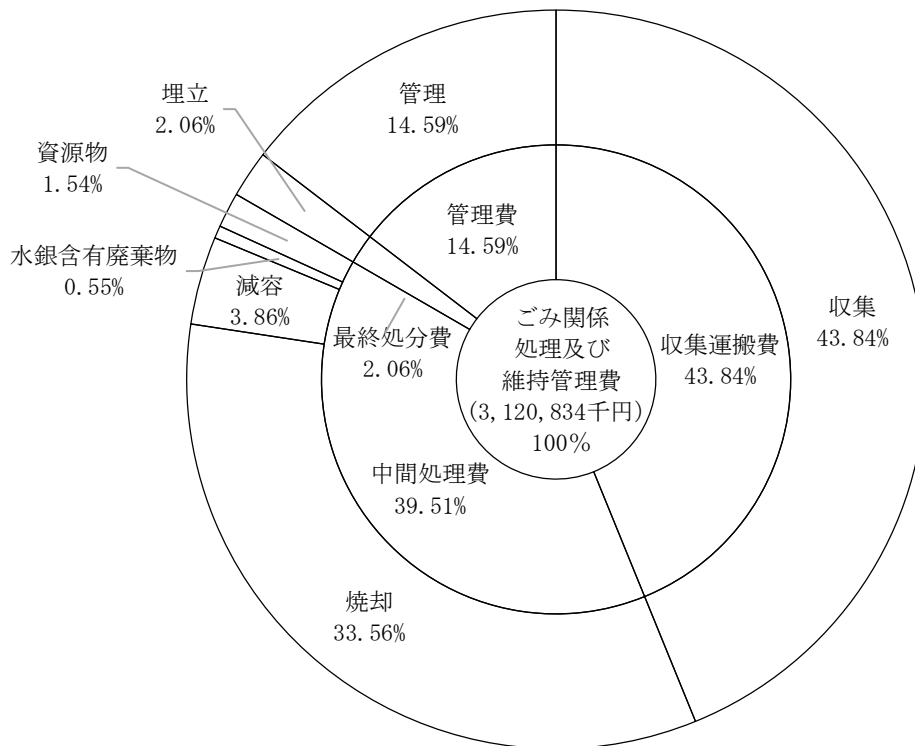 ごみ関係
処理及び
維持管理費
(3,120,834千円)
100%
収集運搬費
43.84%
中間処理費
39.51%
最終処分費
2.06%
管理費
14.59%
収集
43.84%
焼却
33.56%
減容
3.86%
水銀含有廃棄物
0.55%
資源物
1.54%
埋立
2.06%
管理
14.59%